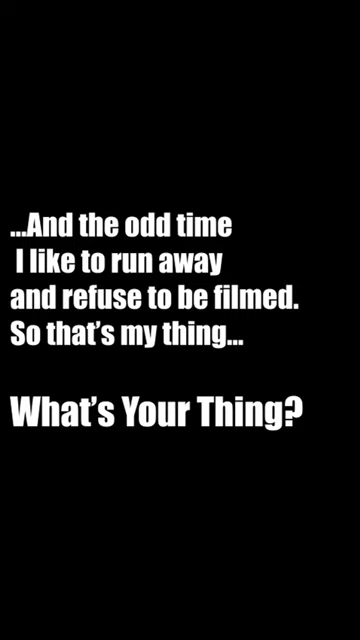 ...And the odd time
I like to run away
and refuse to be filmed.
So that's my thing...
What's Your Thing?